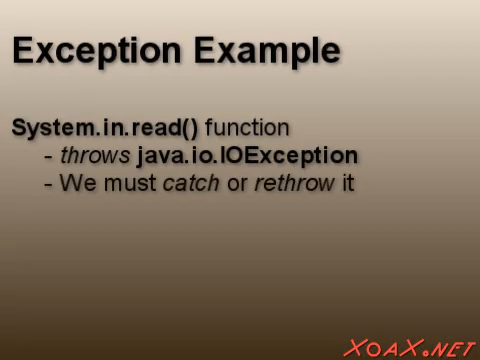 Exception Example
System.in.read() function
- throws java.io.IOException
- We must catch or rethrow it
XOAX.NET